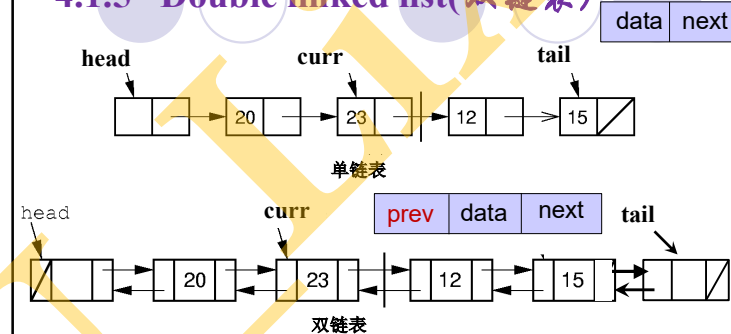 4.1.3 Double linked list(双链表)
data next
head curr tail
20 23 12 15
单链表
prev data next
head curr tail
20 23 12 15
双链表